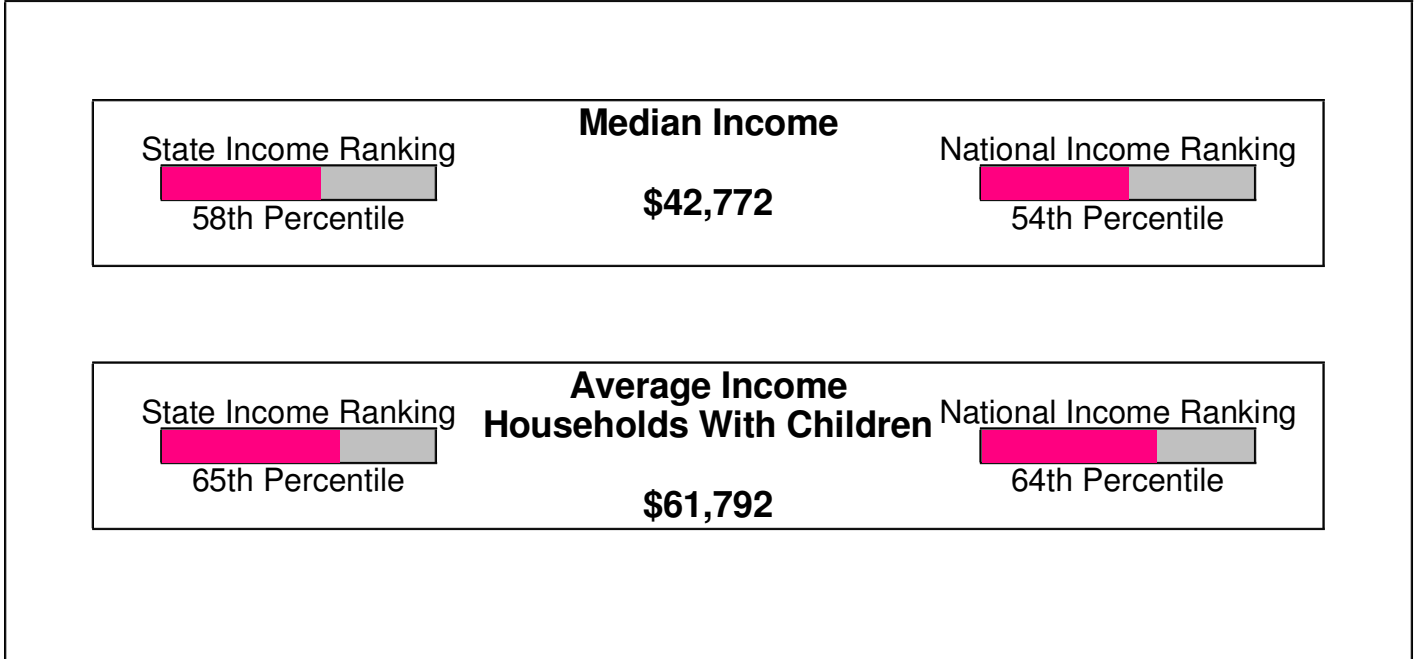 Median Income
State Income Ranking
National Income Ranking
$42,772
58th Percentile
54th Percentile
Average Income
State Income Ranking
Households With Children
National Income Ranking
65th Percentile
64th Percentile
$61,792